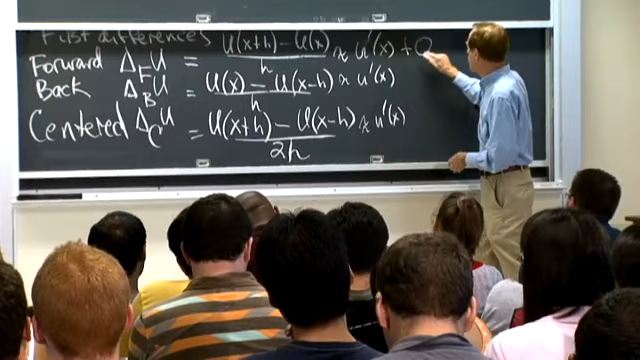 First differences
Forward Δ_F U = U(x+h) - U(x) / h ≈ u'(x) + O
Back Δ_B U = U(x) - U(x-h) / h ≈ u'(x)
Centered Δ_C U = U(x+h) - U(x-h) / 2h ≈ u'(x)